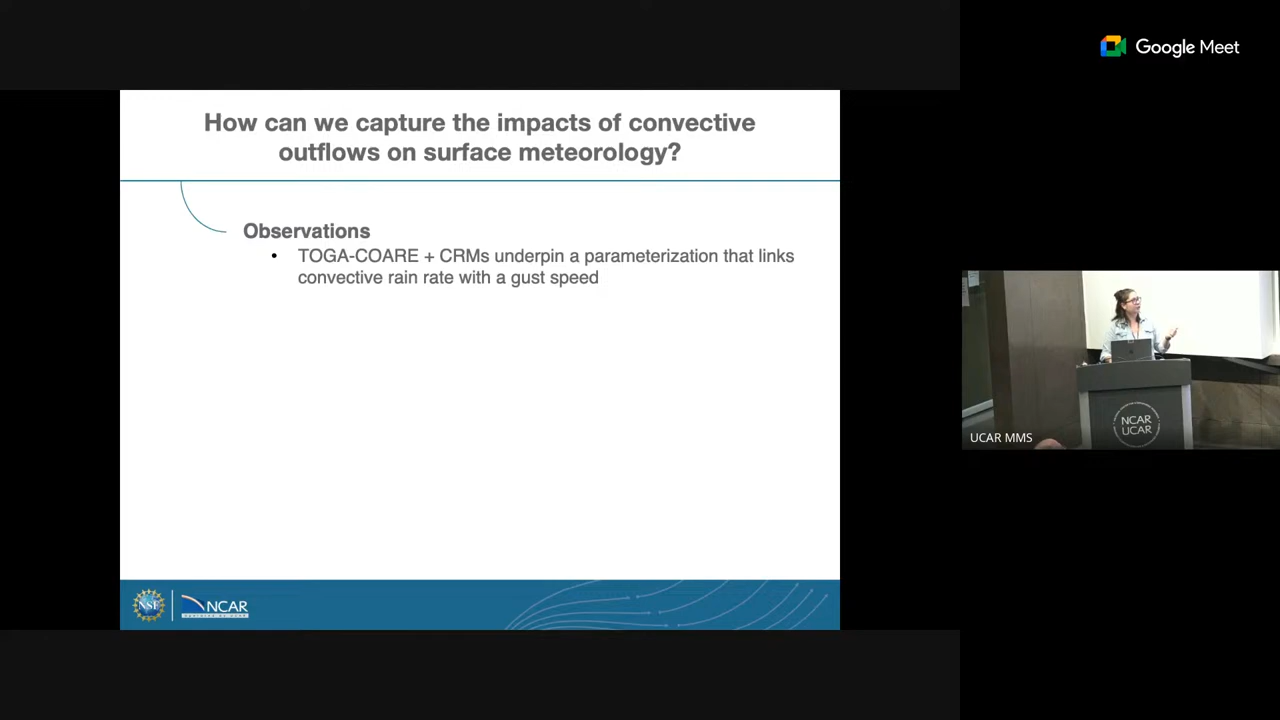 Google Meet
How can we capture the impacts of convective
outflows on surface meteorology?
Observations
• TOGA-COARE + CRMs underpin a parameterization that links
convective rain rate with a gust speed
NCAR
UCAR
UCAR MMS
NSF
NCAR